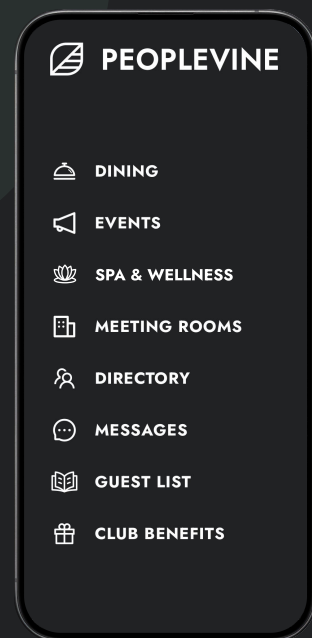 PEOPLEVINE
DINING
EVENTS
SPA & WELLNESS
MEETING ROOMS
DIRECTORY
MESSAGES
GUEST LIST
CLUB BENEFITS